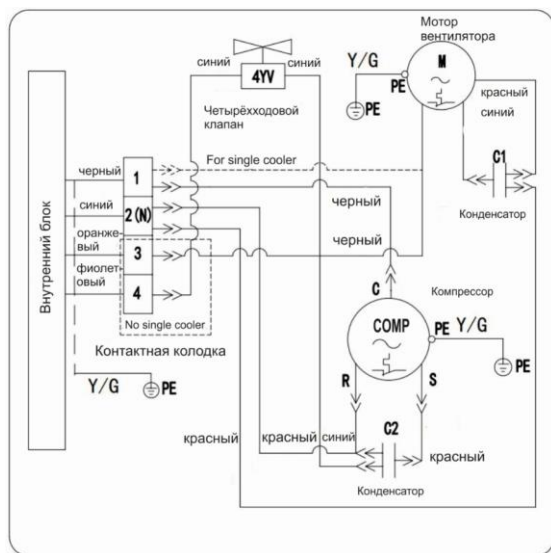 Мотор
вентилятора
синий
синий
4YV
Y/G
M
PE
PE
красный
синий
Четырёхходовой
клапан
For single cooler
C1
Конденсатор
Внутренний блок
черный
1
синий
2(N)
оранже-
вый
3
фиолет-
овый
4
No single cooler
Контактная колодка
Y/G
PE
черный
черный
C
Компрессор
COMP
PE
Y/G
PE
R
S
C2
красный
красный
синий
красный
Конденсатор